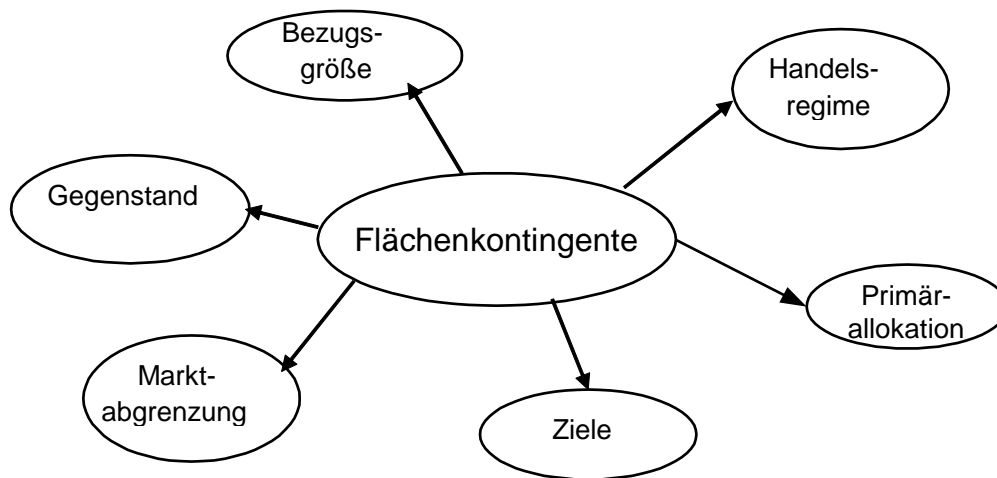 Bezugs-
größe
Handels-
regime
Gegenstand
Flächenkontingente
Primär-
allokation
Markt-
abgrenzung
Ziele